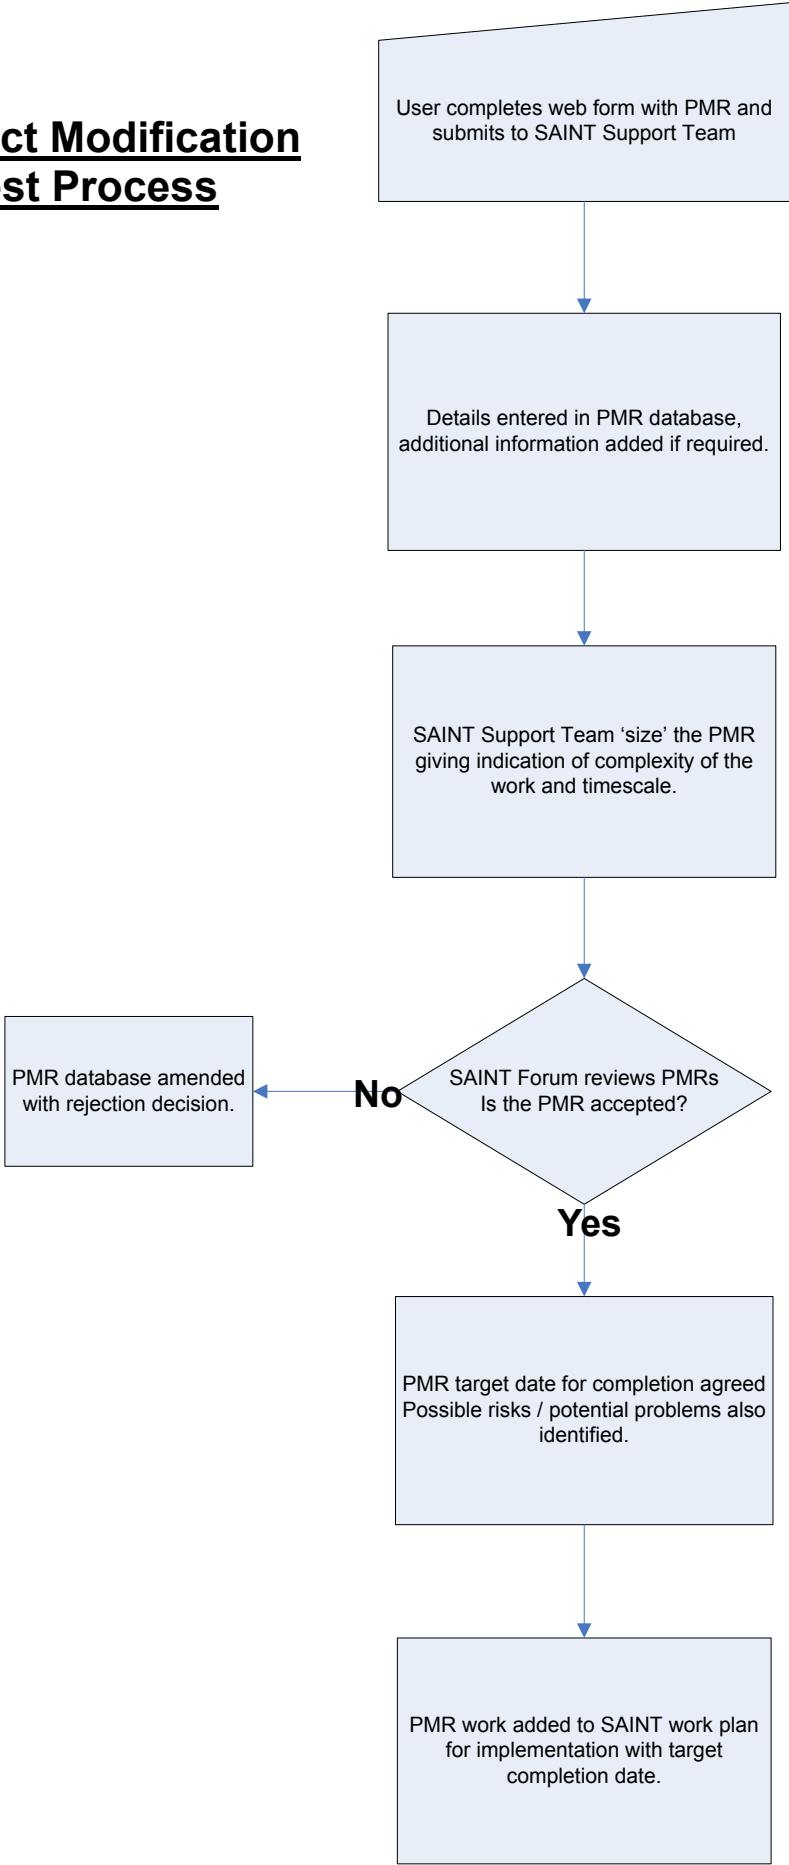 ct Modification
st Process
User completes web form with PMR and
submits to SAINT Support Team
Details entered in PMR database,
additional information added if required.
SAINT Support Team ‘size’ the PMR
giving indication of complexity of the
work and timescale.
SAINT Forum reviews PMRs
Is the PMR accepted?
No
PMR database amended
with rejection decision.
Yes
PMR target date for completion agreed
Possible risks / potential problems also
identified.
PMR work added to SAINT work plan
for implementation with target
completion date.